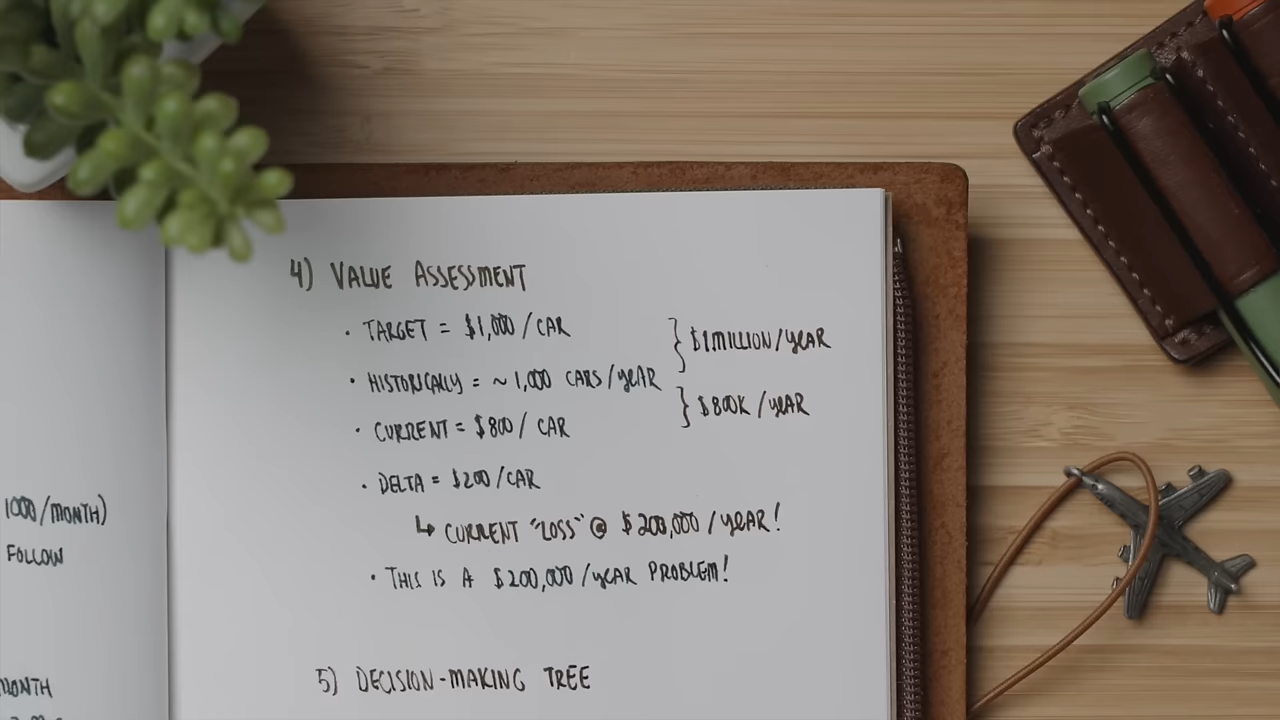 1000/MONTH)
FOLLOW
MONTH
4) VALUE ASSESSMENT
• TARGET = $1,000/CAR
• HISTORICALLY = ~1,000 CARS/YEAR
} $1MILLION/YEAR
• CURRENT = $800/CAR
} $800K/YEAR
• DELTA = $200/CAR
↳ CURRENT "LOSS" @ $200,000/YEAR!
• THIS IS A $200,000/YEAR PROBLEM!
5) DECISION-MAKING TREE